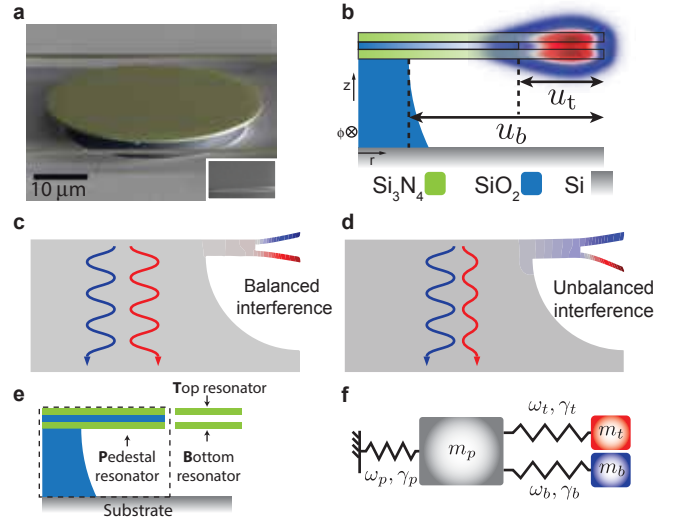 a
10 μm
b
z
ϕ⊗
r
u_t
u_b
Si₃N₄ SiO₂ Si
c
Balanced
interference
d
Unbalanced
interference
e
Top resonator
Pedestal
resonator
Bottom
resonator
Substrate
f
ω_p, γ_p
m_p
ω_t, γ_t
m_t
ω_b, γ_b
m_b